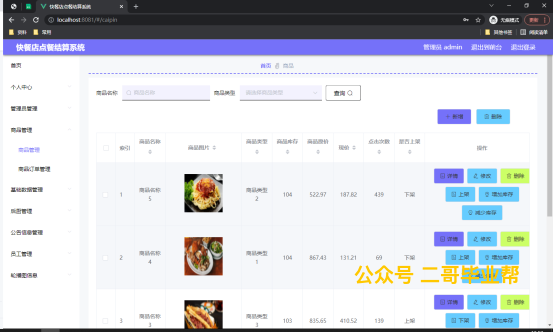 快餐店点餐结算系统
localhost:8081/#/caipin
无痕模式
更新
资料
常用
其他书签
阅读清单
快餐店点餐结算系统
管理员 admin
退出到前台
退出登录
首页
首页
商品
个人中心
管理员管理
商品管理
商品管理
商品订单管理
基础数据管理
公告信息管理
员工管理
轮播图信息
商品名称
商品名称
商品类型
请选择商品类型
查询
新增
删除
索引
商品名称
商品图片
商品类型
商品库存
商品原价
现价
点击次数
是否上架
操作
1
商品名称5
商品类型2
104
522.97
187.82
439
下架
详情
修改
删除
上架
增加库存
减少库存
2
商品名称4
商品类型1
104
867.43
131.21
69
下架
详情
修改
删除
上架
增加库存
3
商品名称3
商品类型
103
835.65
410.52
139
上架
详情
修改
删除
下架
增加库存
公众号 二哥毕业帮